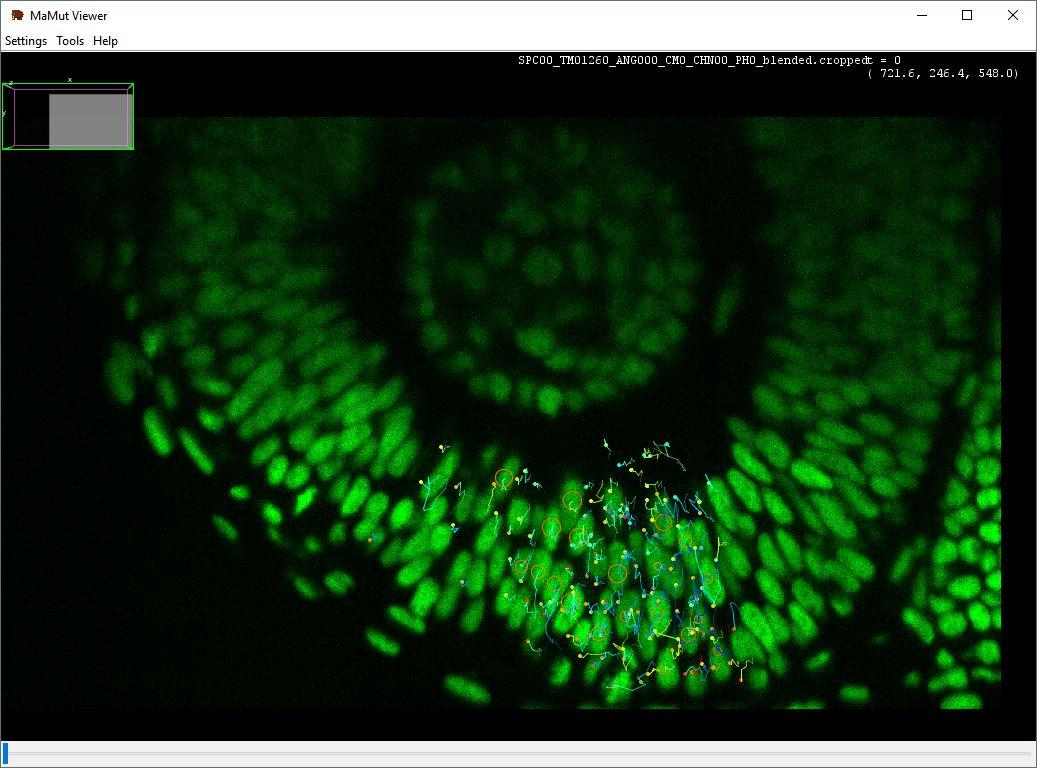 MaMut Viewer
Settings Tools Help
SPC00_TM01260_ANG000_CM0_CHN00_PH0_blended.croppedt = 0
( 721.6, 246.4, 548.0)
z
x
y